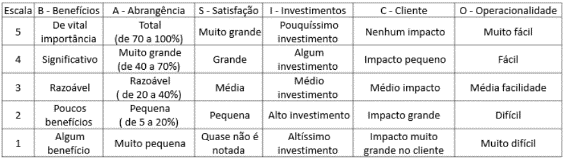 Escala B - Benefícios A - Abrangência S - Satisfação I - Investimentos C - Cliente O - Operacionalidade
5 De vital importância Total (de 70 a 100%) Muito grande Pouquíssimo investimento Nenhum impacto Muito fácil
4 Significativo Muito grande (de 40 a 70%) Grande Algum investimento Impacto pequeno Fácil
3 Razoável Razoável ( de 20 a 40%) Média Médio investimento Médio impacto Média facilidade
2 Poucos benefícios Pequena ( de 5 a 20%) Pequena Alto investimento Impacto grande Difícil
1 Algum benefício Muito pequena Quase não é notada Altíssimo investimento Impacto muito grande no cliente Muito difícil